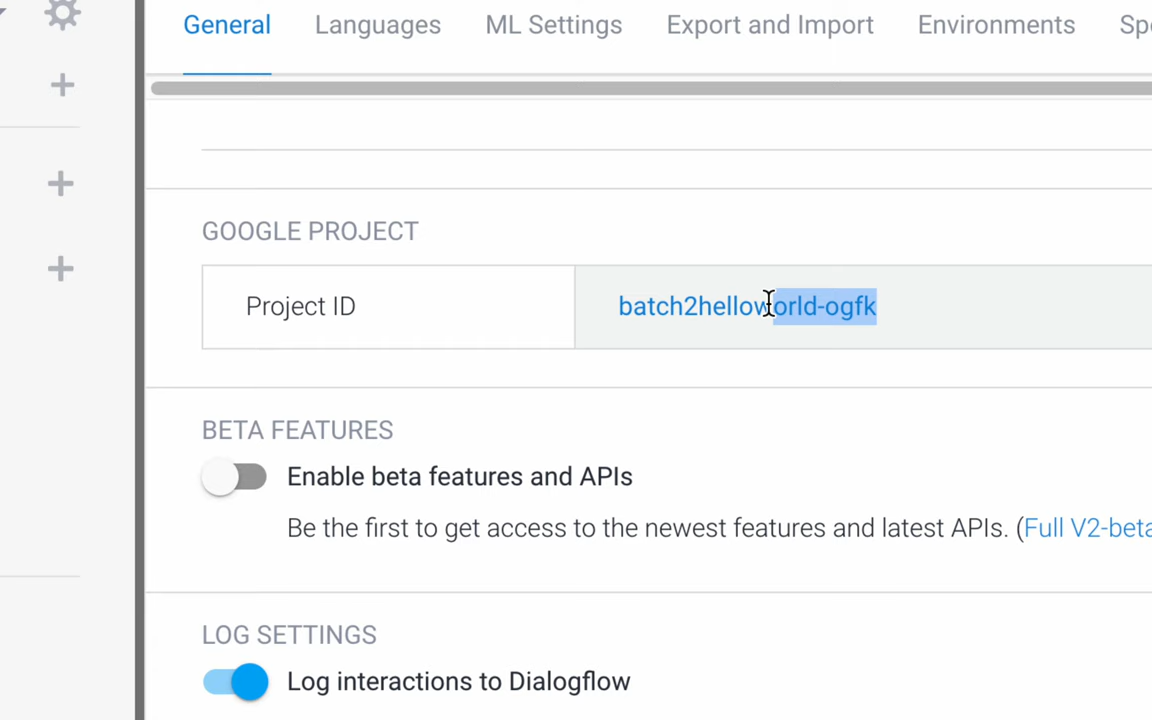 General Languages ML Settings Export and Import Environments Spe
GOOGLE PROJECT
Project ID batch2helloworld-ogfk
BETA FEATURES
Enable beta features and APIs
Be the first to get access to the newest features and latest APIs. (Full V2-beta
LOG SETTINGS
Log interactions to Dialogflow